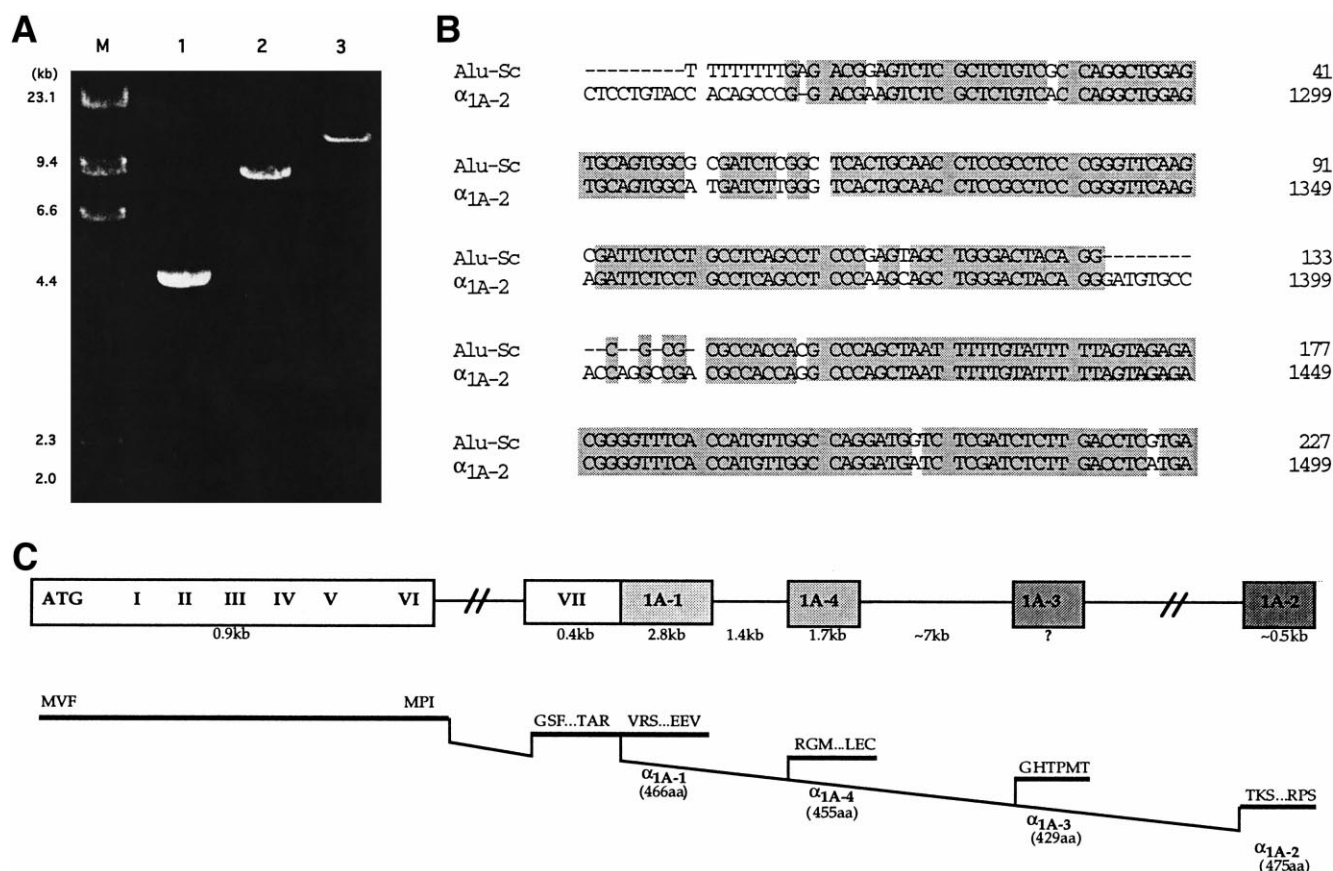 A
M 1 2 3
(kb)
23.1
9.4
6.6
4.4
2.3
2.0
B
Alu-Sc ----------T TTTTTTTGAG ACGGAGTCTC GCTCTGTCGC CAGGCTGGAG 41
α1A-2 CTCCTGTACC ACAGCCCG-G ACGAAGTCTC GCTCTGTCAC CAGGCTGGAG 1299
Alu-Sc TGCAGTGGCG CGATCTCGGC TCACTGCAAC CTCCGCCTCC CGGGTTCAAG 91
α1A-2 TGCAGTGGCA TGATCTTGGG TCACTGCAAC CTCCGCCTCC CGGGTTCAAG 1349
Alu-Sc CGATTCTCCT GCCTCAGCCT CCCCGAGTAGC TGGGACTACA GG-------- 133
α1A-2 AGATTCTCCT GCCTCAGCCT CCCAAGCAGC TGGGACTACA GGGATGTGCC 1399
Alu-Sc --C--G-CG- CGCCACCACG CCCAGCTAAT TTTTGTATTT TTAGTAGAGA 177
α1A-2 ACCAGGCCGA CGCCACCAGG CCCAGCTAAT TTTTGTATTT TTAGTAGAGA 1449
Alu-Sc CGGGGTTTCA CCATGTTGGC CAGGATGGTC TCGATCTCTT GACCTCGTGA 227
α1A-2 CGGGGTTTCA CCATGTTGGC CAGGATGATC TCGATCTCTT GACCTCATGA 1499
C
ATG I II III IV V VI VII 1A-1 1A-4 1A-3 1A-2
0.9kb 0.4kb 2.8kb 1.4kb 1.7kb ~7kb ? ~0.5kb
MVF MPI
GSF...TAR VRS...EEV
RGM...LEC
GHTPMT
TKS...RPS
α1A-1
(466aa)
α1A-4
(455aa)
α1A-3
(429aa)
α1A-2
(475aa)